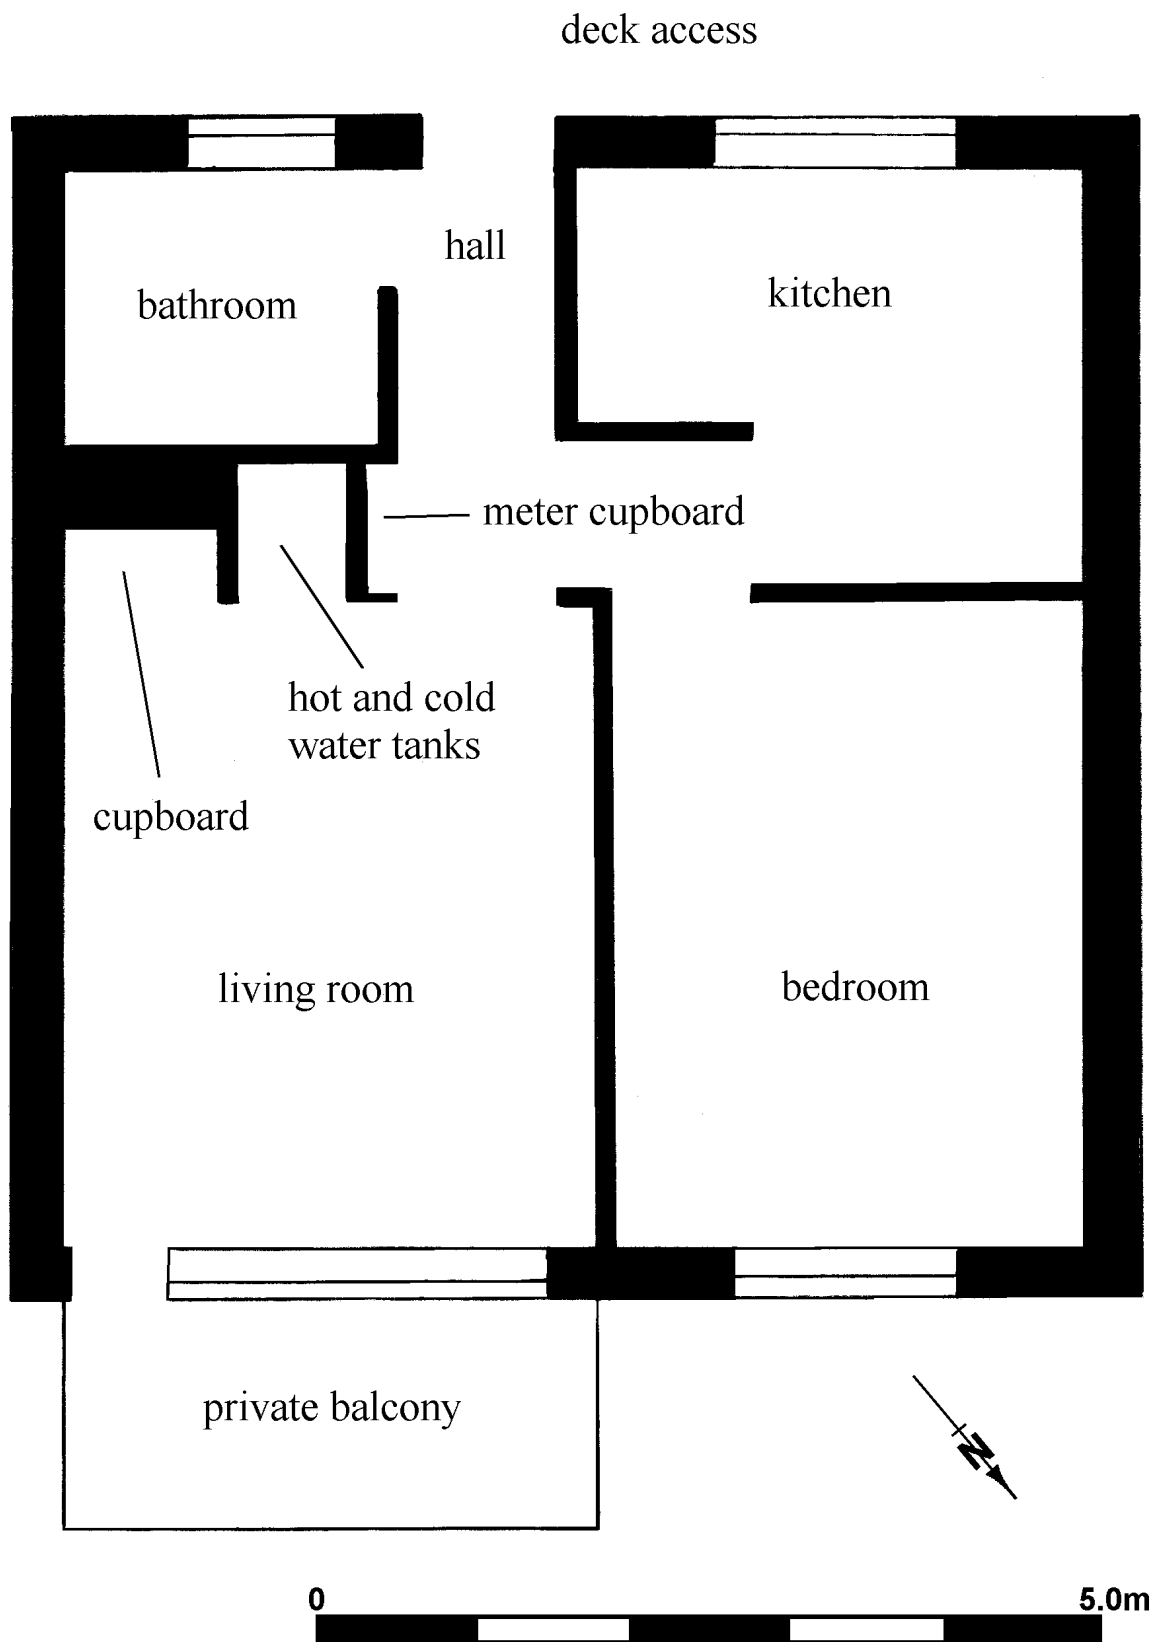 deck access
hall
bathroom
kitchen
meter cupboard
hot and cold
water tanks
cupboard
living room
bedroom
private balcony
N
0
5.0m